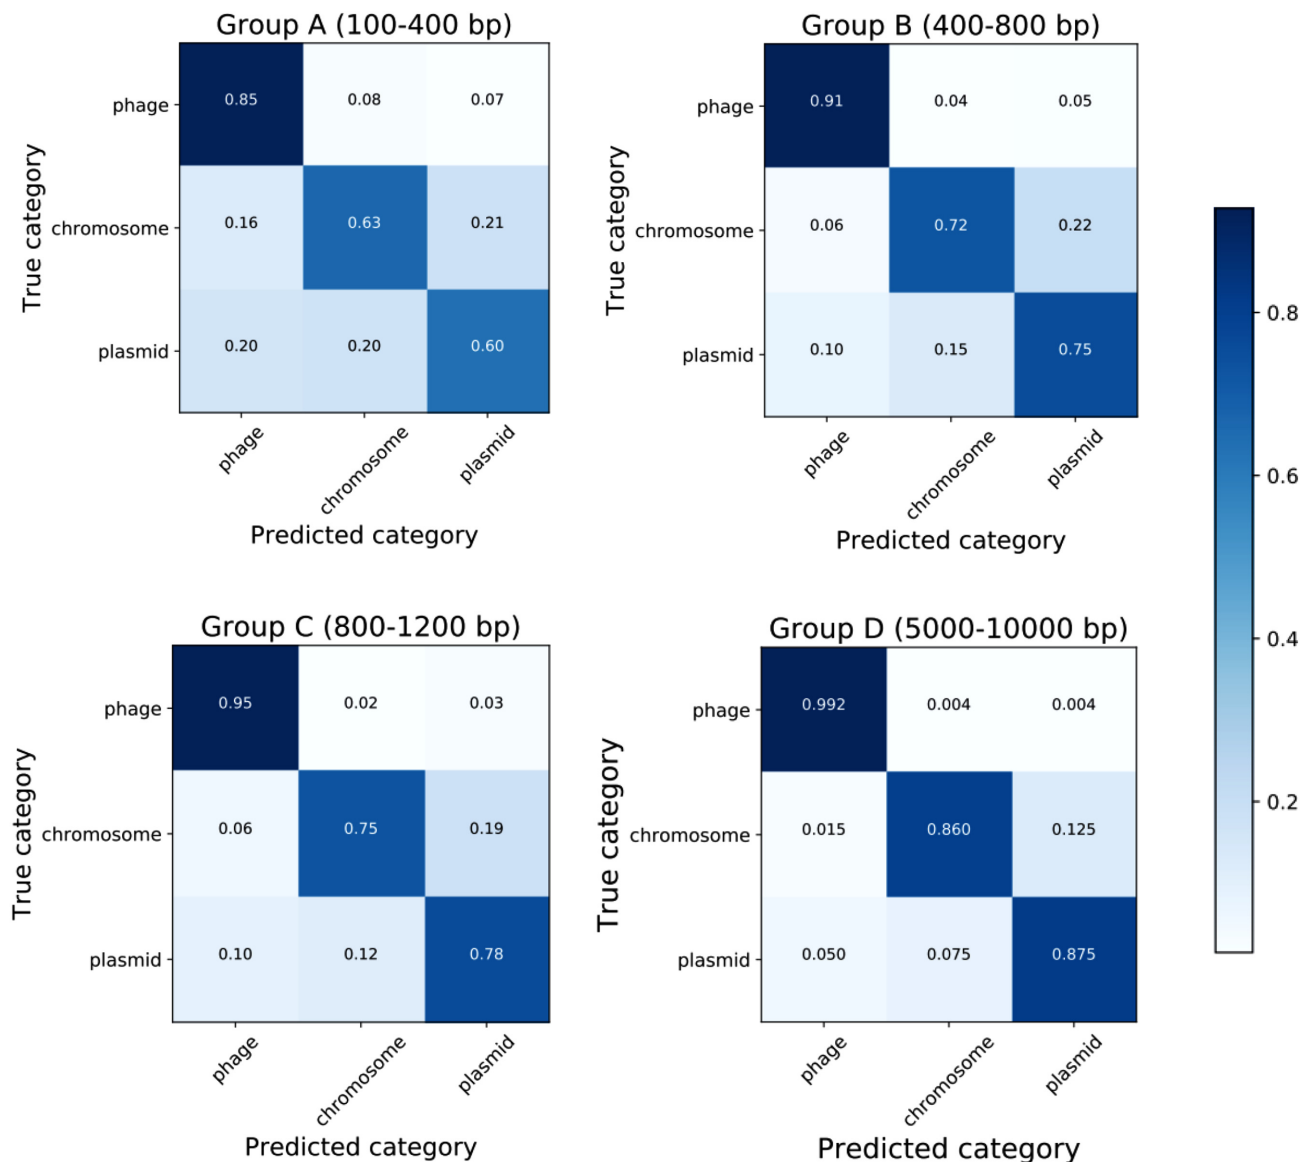 Group A (100-400 bp)
True category
phage
0.85 0.08 0.07
chromosome
0.16 0.63 0.21
plasmid
0.20 0.20 0.60
phage chromosome plasmid
Predicted category
Group B (400-800 bp)
True category
phage
0.91 0.04 0.05
chromosome
0.06 0.72 0.22
plasmid
0.10 0.15 0.75
phage chromosome plasmid
Predicted category
Group C (800-1200 bp)
True category
phage
0.95 0.02 0.03
chromosome
0.06 0.75 0.19
plasmid
0.10 0.12 0.78
phage chromosome plasmid
Predicted category
Group D (5000-10000 bp)
True category
phage
0.992 0.004 0.004
chromosome
0.015 0.860 0.125
plasmid
0.050 0.075 0.875
phage chromosome plasmid
Predicted category
0.8
0.6
0.4
0.2